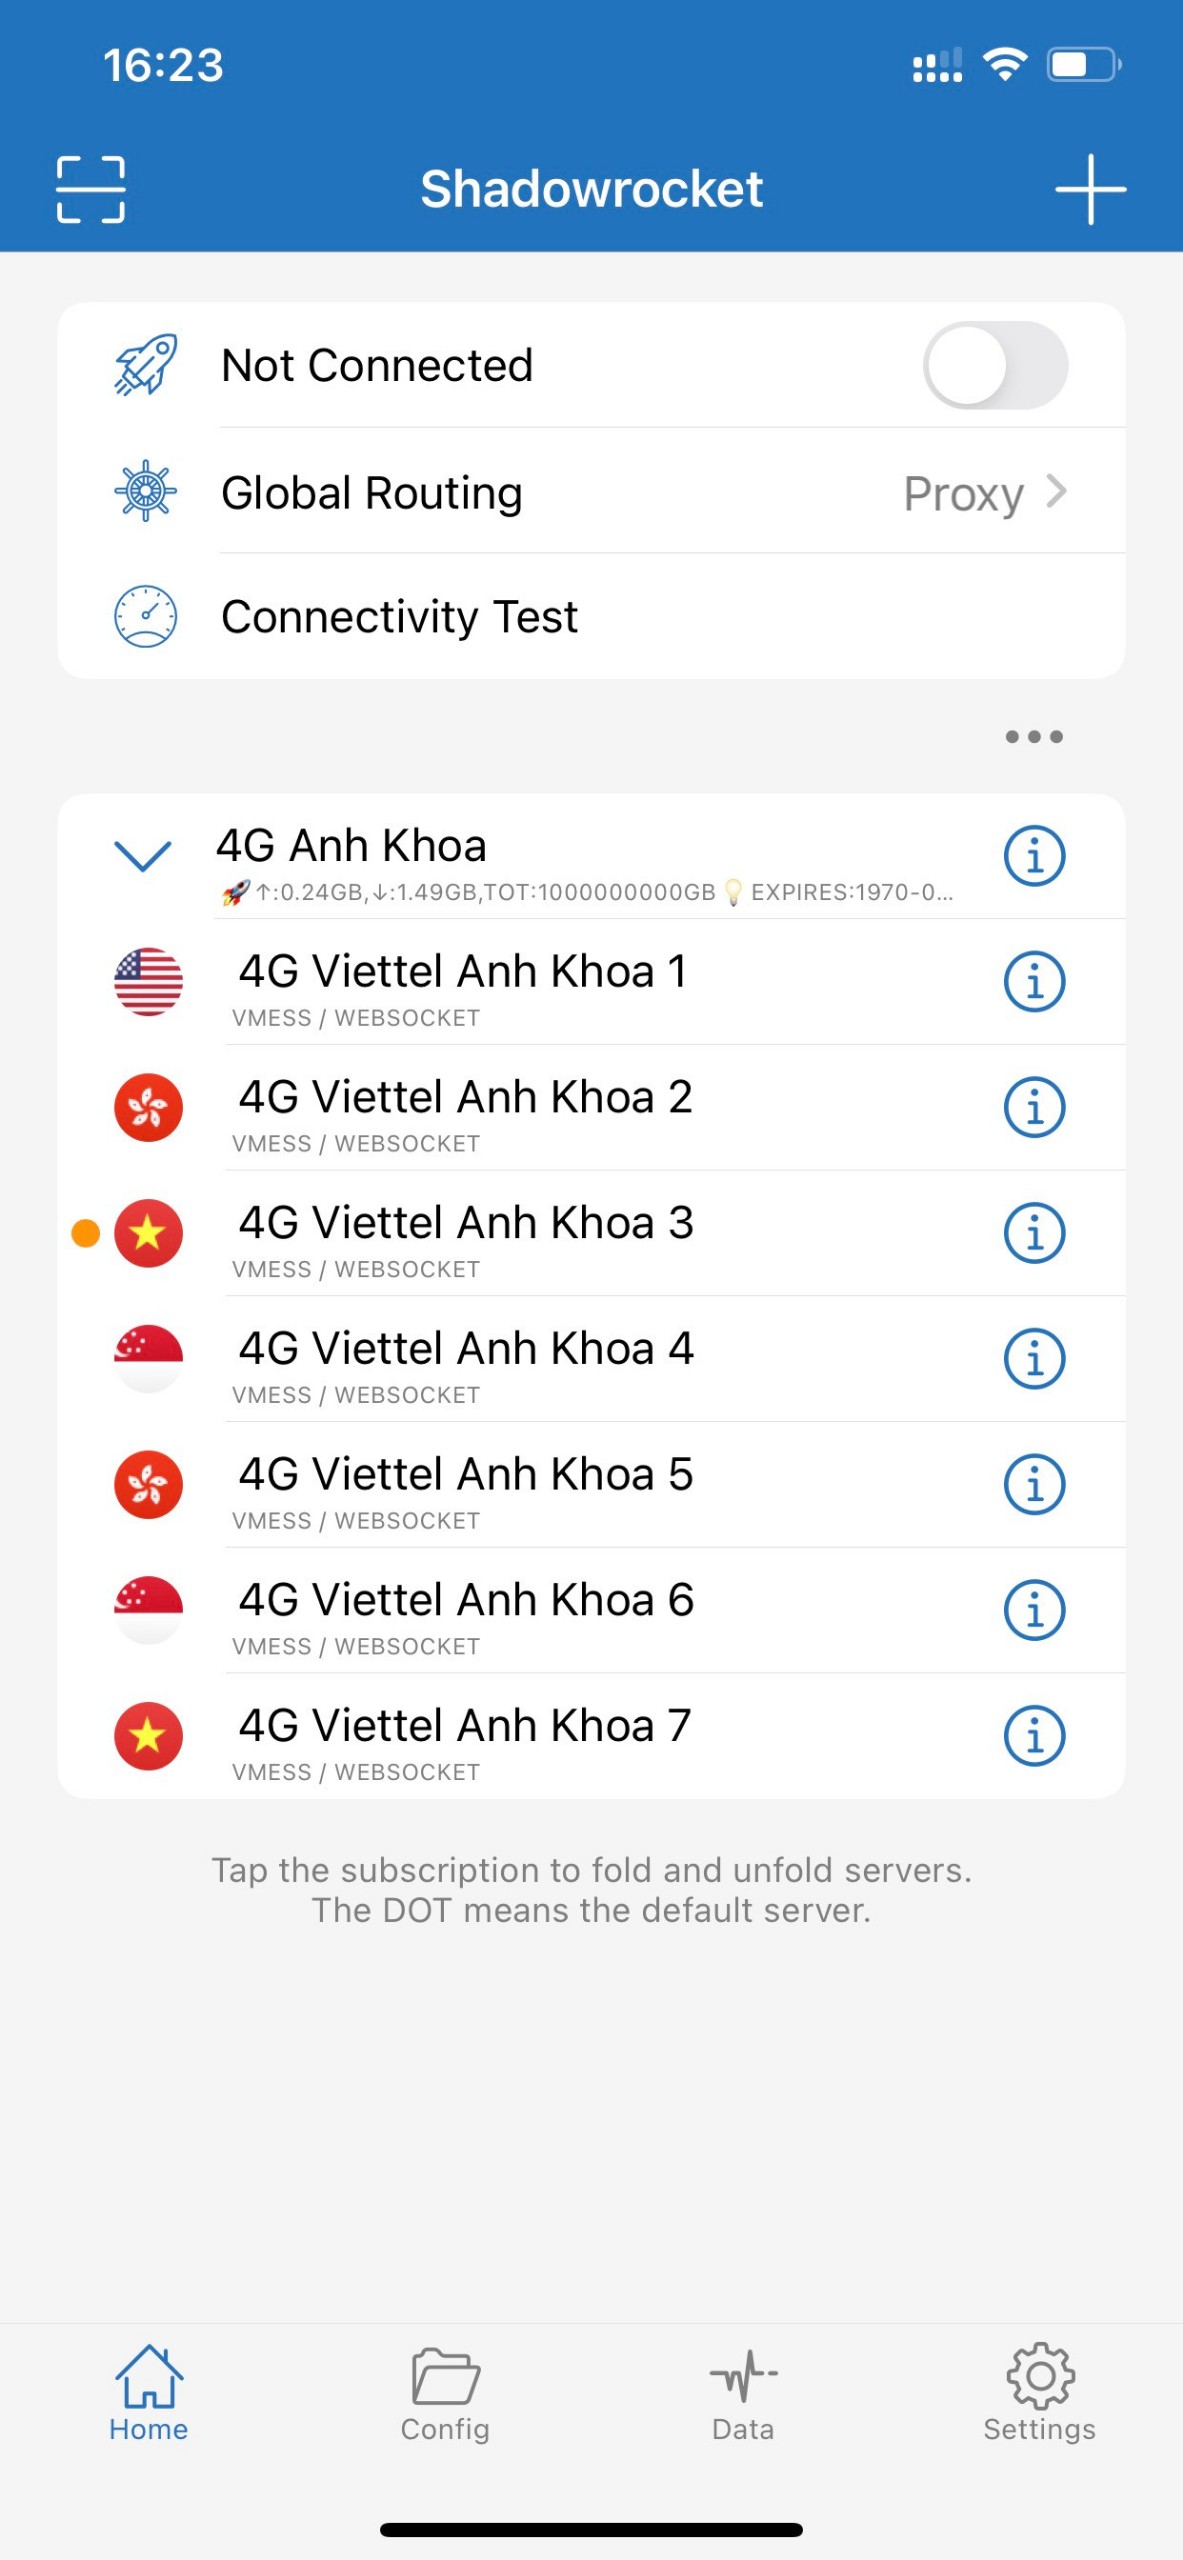 16:23
Shadowrocket
Not Connected
Global Routing Proxy
Connectivity Test
4G Anh Khoa
🚀↑:0.24GB,↓:1.49GB,TOT:1000000000GB💡EXPIRES:1970-0...
4G Viettel Anh Khoa 1
VMESS / WEBSOCKET
4G Viettel Anh Khoa 2
VMESS / WEBSOCKET
4G Viettel Anh Khoa 3
VMESS / WEBSOCKET
4G Viettel Anh Khoa 4
VMESS / WEBSOCKET
4G Viettel Anh Khoa 5
VMESS / WEBSOCKET
4G Viettel Anh Khoa 6
VMESS / WEBSOCKET
4G Viettel Anh Khoa 7
VMESS / WEBSOCKET
Tap the subscription to fold and unfold servers.
The DOT means the default server.
Home Config Data Settings